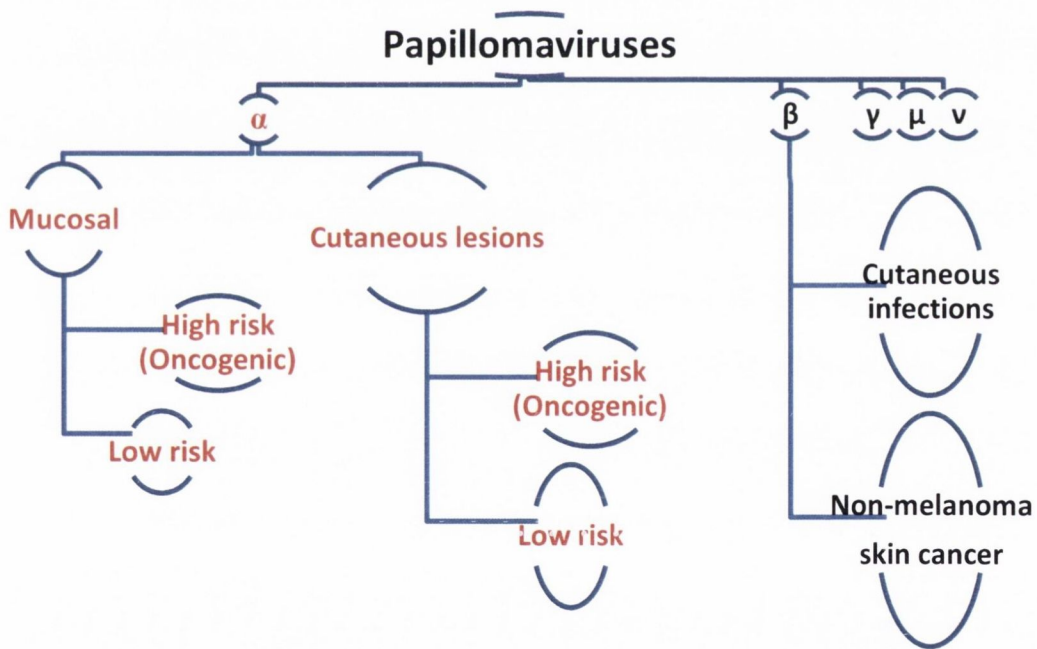 Papillomaviruses
α
β
γ
μ
ν
Mucosal
High risk
(Oncogenic)
Low risk
Cutaneous lesions
High risk
(Oncogenic)
Low risk
Cutaneous
infections
Non-melanoma
skin cancer